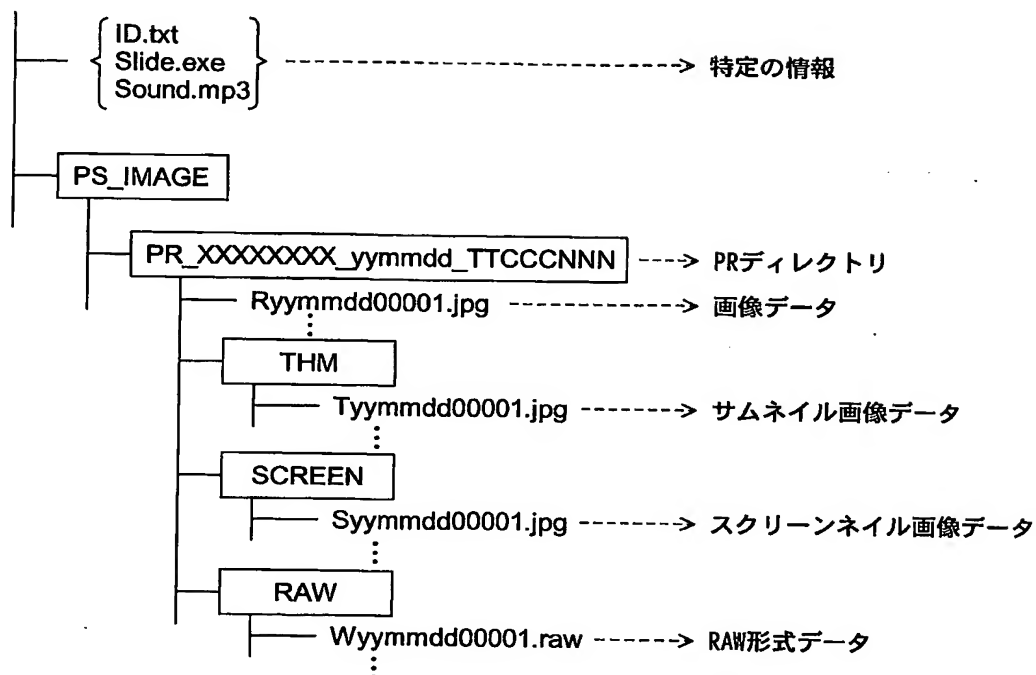 ID.txt
Slide.exe
Sound.mp3
特定の情報
PS_IMAGE
PR_XXXXXXXX_yymmdd_TTCCCNNN
PRディレクトリ
Ryymmdd00001.jpg
画像データ
THM
Tyymmdd00001.jpg
サムネイル画像データ
SCREEN
Syymmdd00001.jpg
スクリーンネイル画像データ
RAW
Wyymmdd00001.raw
RAW形式データ